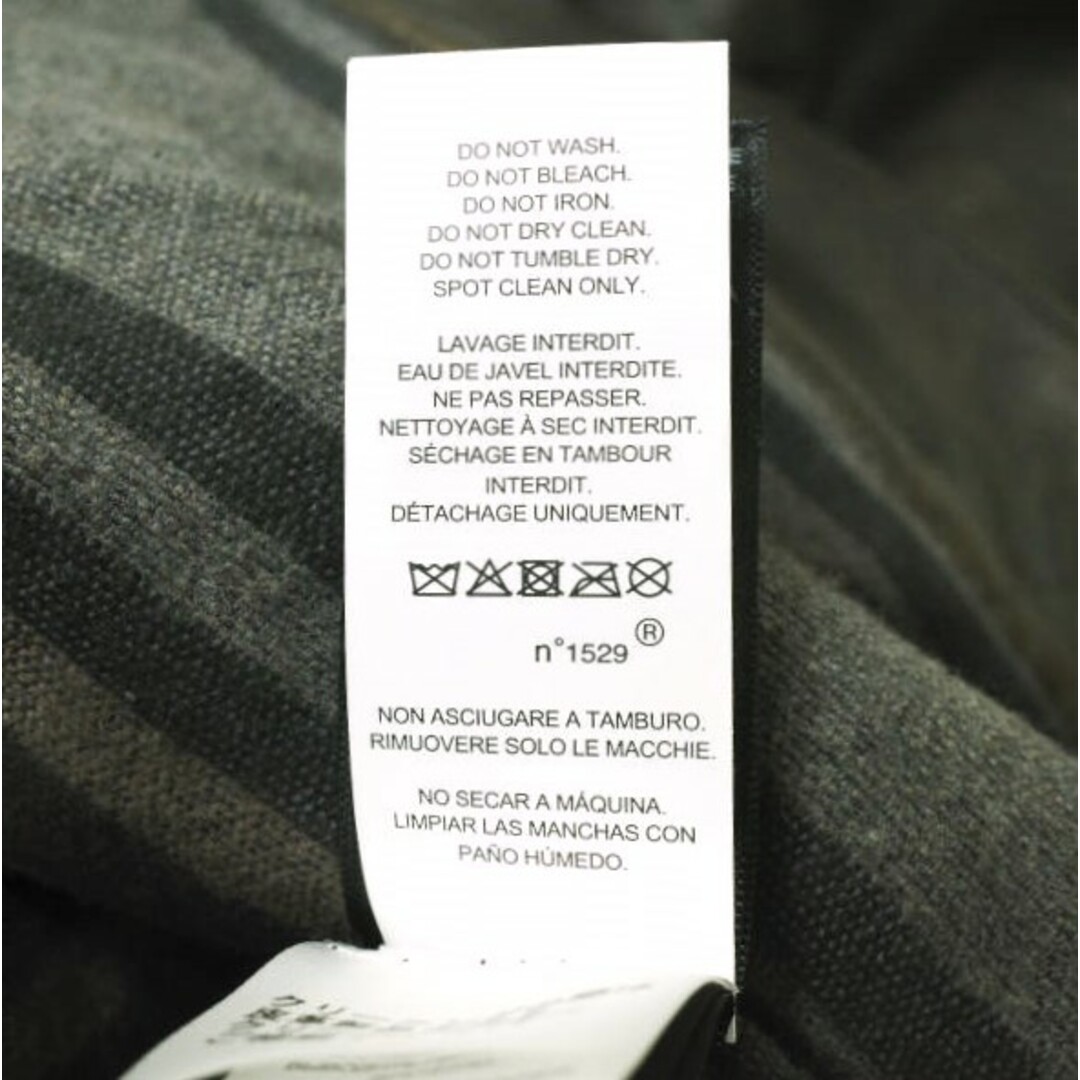 DO NOT WASH.
DO NOT BLEACH.
DO NOT IRON.
DO NOT DRY CLEAN.
DO NOT TUMBLE DRY.
SPOT CLEAN ONLY.
LAVAGE INTERDIT.
EAU DE JAVEL INTERDITE.
NE PAS REPASSER.
NETTOYAGE À SEC INTERDIT.
SÉCHAGE EN TAMBOUR
INTERDIT.
DÉTACHAGE UNIQUEMENT.
n°1529 ®
NON ASCIUGARE A TAMBURO.
RIMUOVERE SOLO LE MACCHIE.
NO SECAR A MÁQUINA.
LIMPIAR LAS MANCHAS CON
PAÑO HÚMEDO.